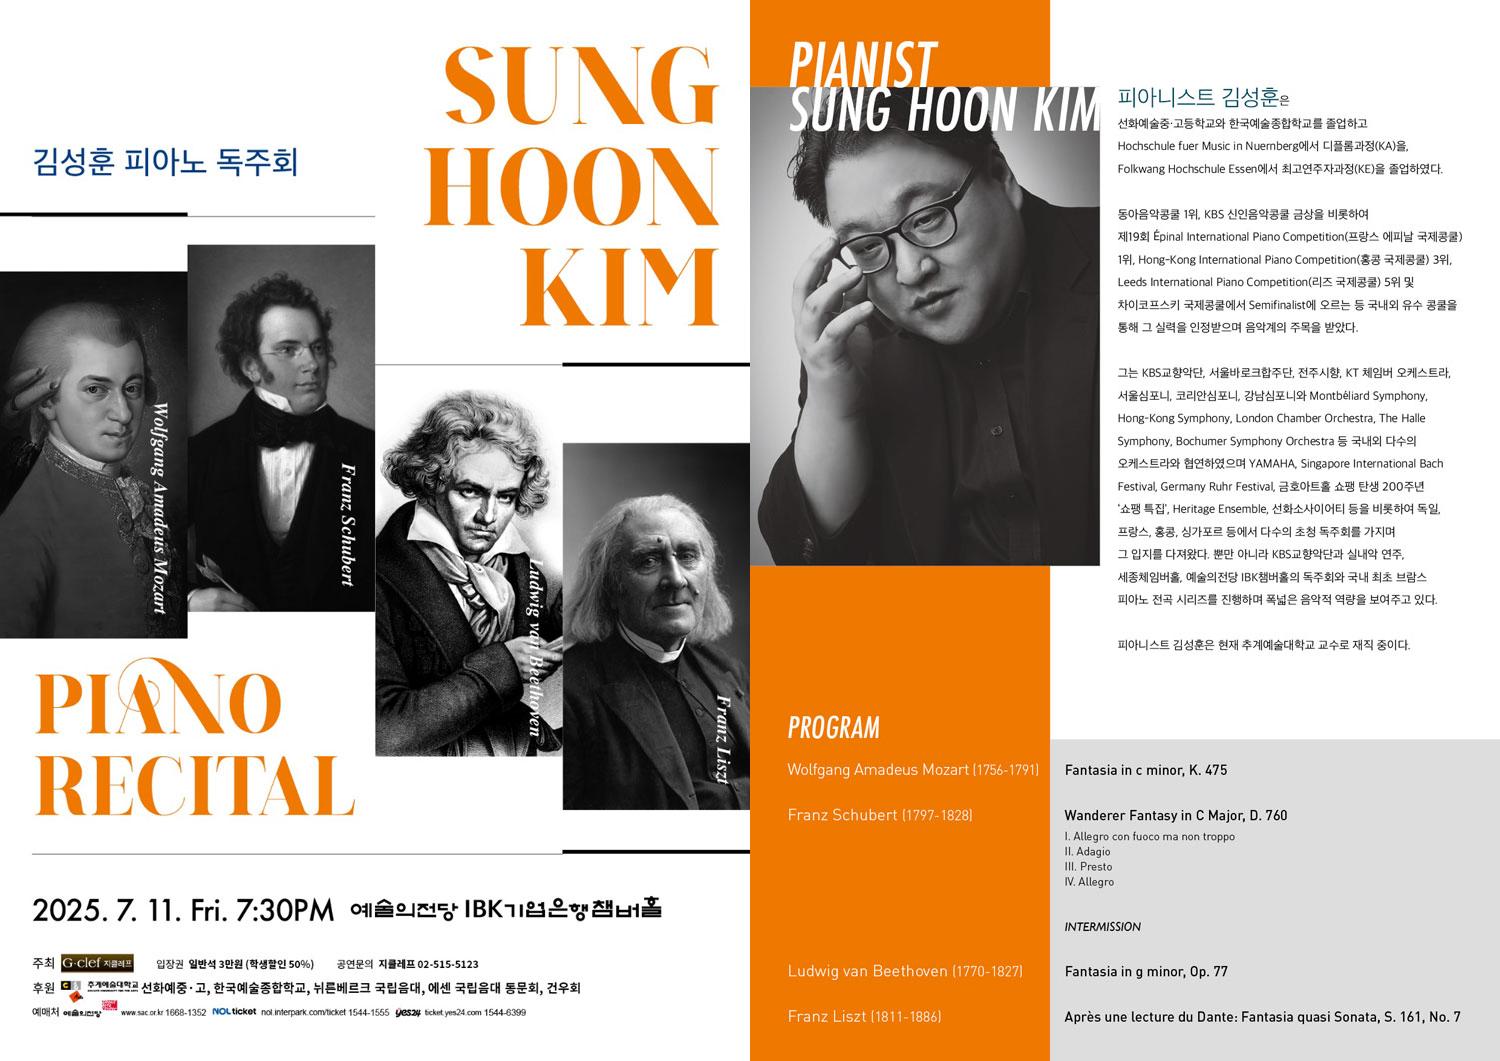 SUNG
HOON
KIM
김성훈 피아노 독주회
Wolfgang Amadeus Mozart
Franz Schubert
Ludwig van Beethoven
Franz Liszt
PIANO
RECITAL
2025. 7. 11. Fri. 7:30PM 예술의전당 IBK기업은행챔버홀
주최 G·clef 지클레프 입장권 일반석 3만원 (학생할인 50%) 공연문의 지클레프 02-515-5123
후원 추계예술대학교 선화예중·고, 한국예술종합학교, 뉘른베르크 국립음대, 에센 국립음대 동문회, 건우회
예매처 예술의전당 www.sac.or.kr 1668-1352 NOL ticket nol.interpark.com/ticket 1544-1555 yes24 ticket.yes24.com 1544-6399
PIANIST
SUNG HOON KIM
피아니스트 김성훈은
선화예술중·고등학교와 한국예술종합학교를 졸업하고
Hochschule fuer Music in Nuernberg에서 디플롬과정(KA)을,
Folkwang Hochschule Essen에서 최고연주자과정(KE)을 졸업하였다.
동아음악콩쿨 1위, KBS 신인음악콩쿨 금상을 비롯하여
제19회 Épinal International Piano Competition(프랑스 에피날 국제콩쿨)
1위, Hong-Kong International Piano Competition(홍콩 국제콩쿨) 3위,
Leeds International Piano Competition(리즈 국제콩쿨) 5위 및
차이코프스키 국제콩쿨에서 Semifinalist에 오르는 등 국내외 유수 콩쿨을
통해 그 실력을 인정받으며 음악계의 주목을 받았다.
그는 KBS교향악단, 서울바로크합주단, 전주시향, KT 체임버 오케스트라,
서울심포니, 코리안심포니, 강남심포니와 Montbéliard Symphony,
Hong-Kong Symphony, London Chamber Orchestra, The Halle
Symphony, Bochumer Symphony Orchestra 등 국내외 다수의
오케스트라와 협연하였으며 YAMAHA, Singapore International Bach
Festival, Germany Ruhr Festival, 금호아트홀 쇼팽 탄생 200주년
'쇼팽 특집', Heritage Ensemble, 선화소사이어티 등을 비롯하여 독일,
프랑스, 홍콩, 싱가포르 등에서 다수의 초청 독주회를 가지며
그 입지를 다져왔다. 뿐만 아니라 KBS교향악단과 실내악 연주,
세종체임버홀, 예술의전당 IBK챔버홀의 독주회와 국내 최초 브람스
피아노 전곡 시리즈를 진행하며 폭넓은 음악적 역량을 보여주고 있다.
피아니스트 김성훈은 현재 추계예술대학교 교수로 재직 중이다.
PROGRAM
Wolfgang Amadeus Mozart (1756-1791) Fantasia in c minor, K. 475
Franz Schubert (1797-1828) Wanderer Fantasy in C Major, D. 760
I. Allegro con fuoco ma non troppo
II. Adagio
III. Presto
IV. Allegro
INTERMISSION
Ludwig van Beethoven (1770-1827) Fantasia in g minor, Op. 77
Franz Liszt (1811-1886) Après une lecture du Dante: Fantasia quasi Sonata, S. 161, No. 7